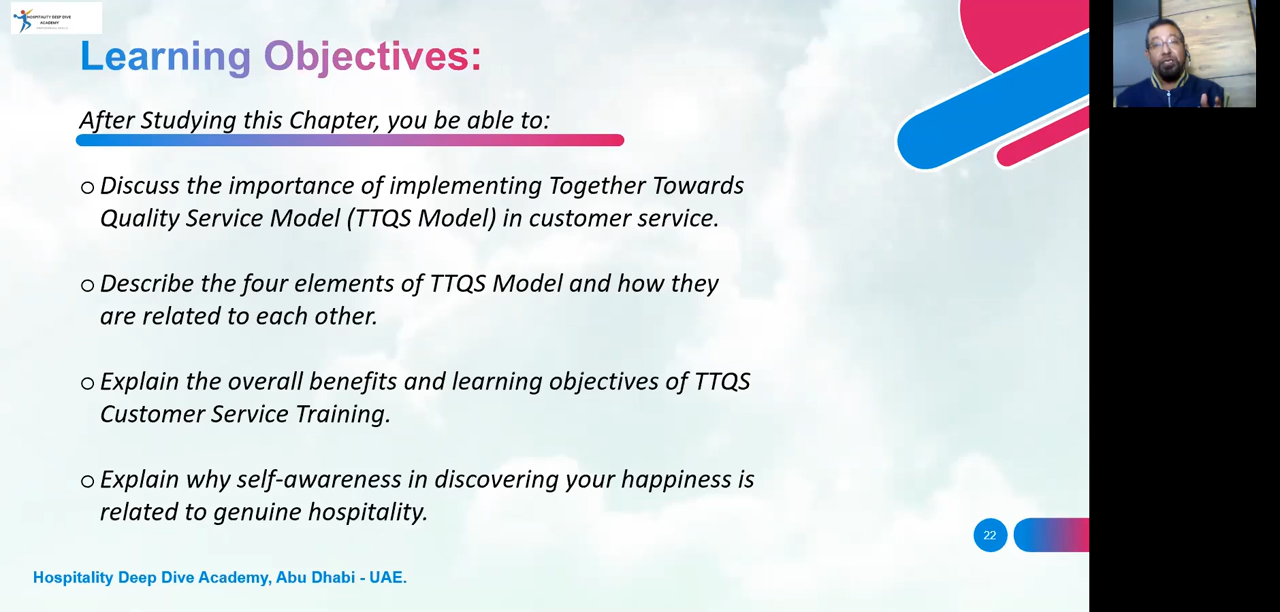 HOSPITALITY DEEP DIVE
ACADEMY
Learning Objectives:
After Studying this Chapter, you be able to:
o Discuss the importance of implementing Together Towards
Quality Service Model (TTQS Model) in customer service.
o Describe the four elements of TTQS Model and how they
are related to each other.
o Explain the overall benefits and learning objectives of TTQS
Customer Service Training.
o Explain why self-awareness in discovering your happiness is
related to genuine hospitality.
22
Hospitality Deep Dive Academy, Abu Dhabi - UAE.